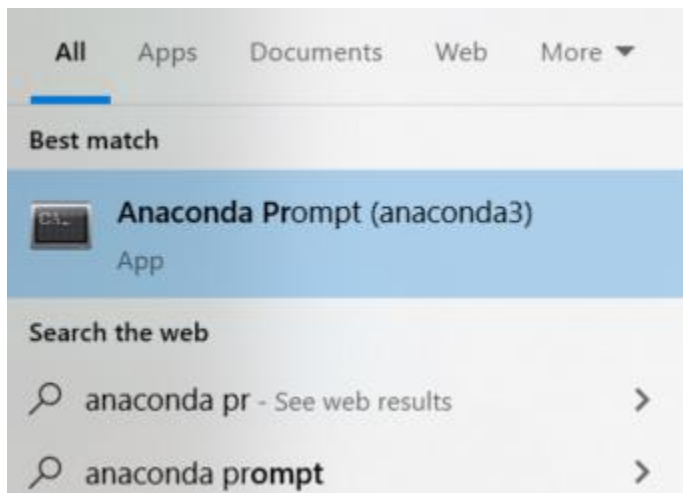 All Apps Documents Web More
Best match
Anaconda Prompt (anaconda3)
App
Search the web
anaconda pr - See web results
anaconda prompt